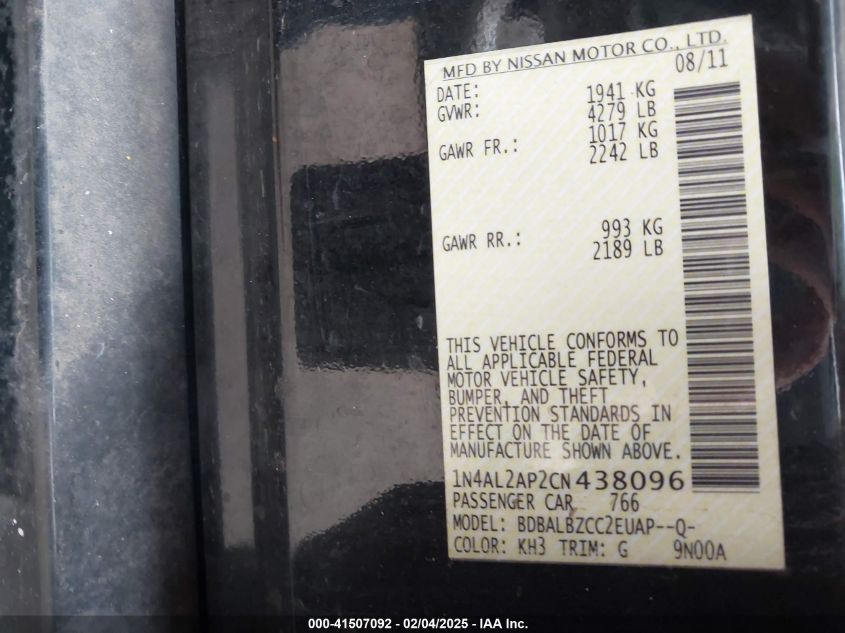 MFD BY NISSAN MOTOR CO., LTD.
DATE: 08/11
GVWR: 1941 KG
4279 LB
GAWR FR.: 1017 KG
2242 LB
GAWR RR.: 993 KG
2189 LB
THIS VEHICLE CONFORMS TO
ALL APPLICABLE FEDERAL
MOTOR VEHICLE SAFETY,
BUMPER, AND THEFT
PREVENTION STANDARDS IN
EFFECT ON THE DATE OF
MANUFACTURE SHOWN ABOVE.
1N4AL2AP2CN438096
PASSENGER CAR 766
MODEL: BDBALBZCC2EUAP--Q-
COLOR: KH3 TRIM: G 9N00A
000-41507092 - 02/04/2025 - IAA Inc.